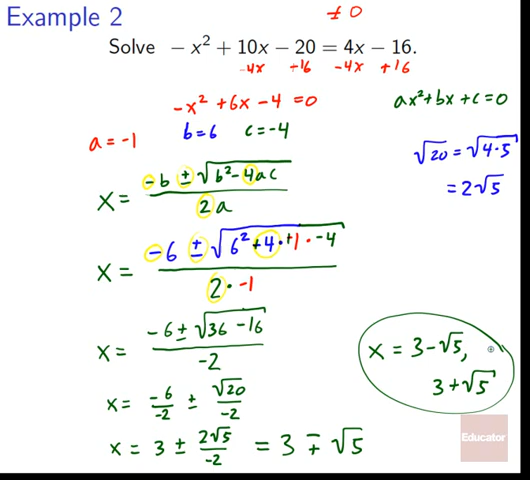 Example 2
≠ 0
Solve − x² + 10x − 20 = 4x − 16.
-4x +16 -4x +16
-x² + 6x - 4 = 0
ax² + bx + c = 0
a = -1 b = 6 c = -4
√20 = √4·5
= 2√5
x = -b ± √b² - 4ac / 2a
x = -6 ± √6² + 4 · +1 · -4 / 2 · -1
x = -6 ± √36 - 16 / -2
x = 3 - √5,
3 + √5
x = -6/-2 ± √20/-2
x = 3 ± 2√5/-2 = 3 ∓ √5
Educator